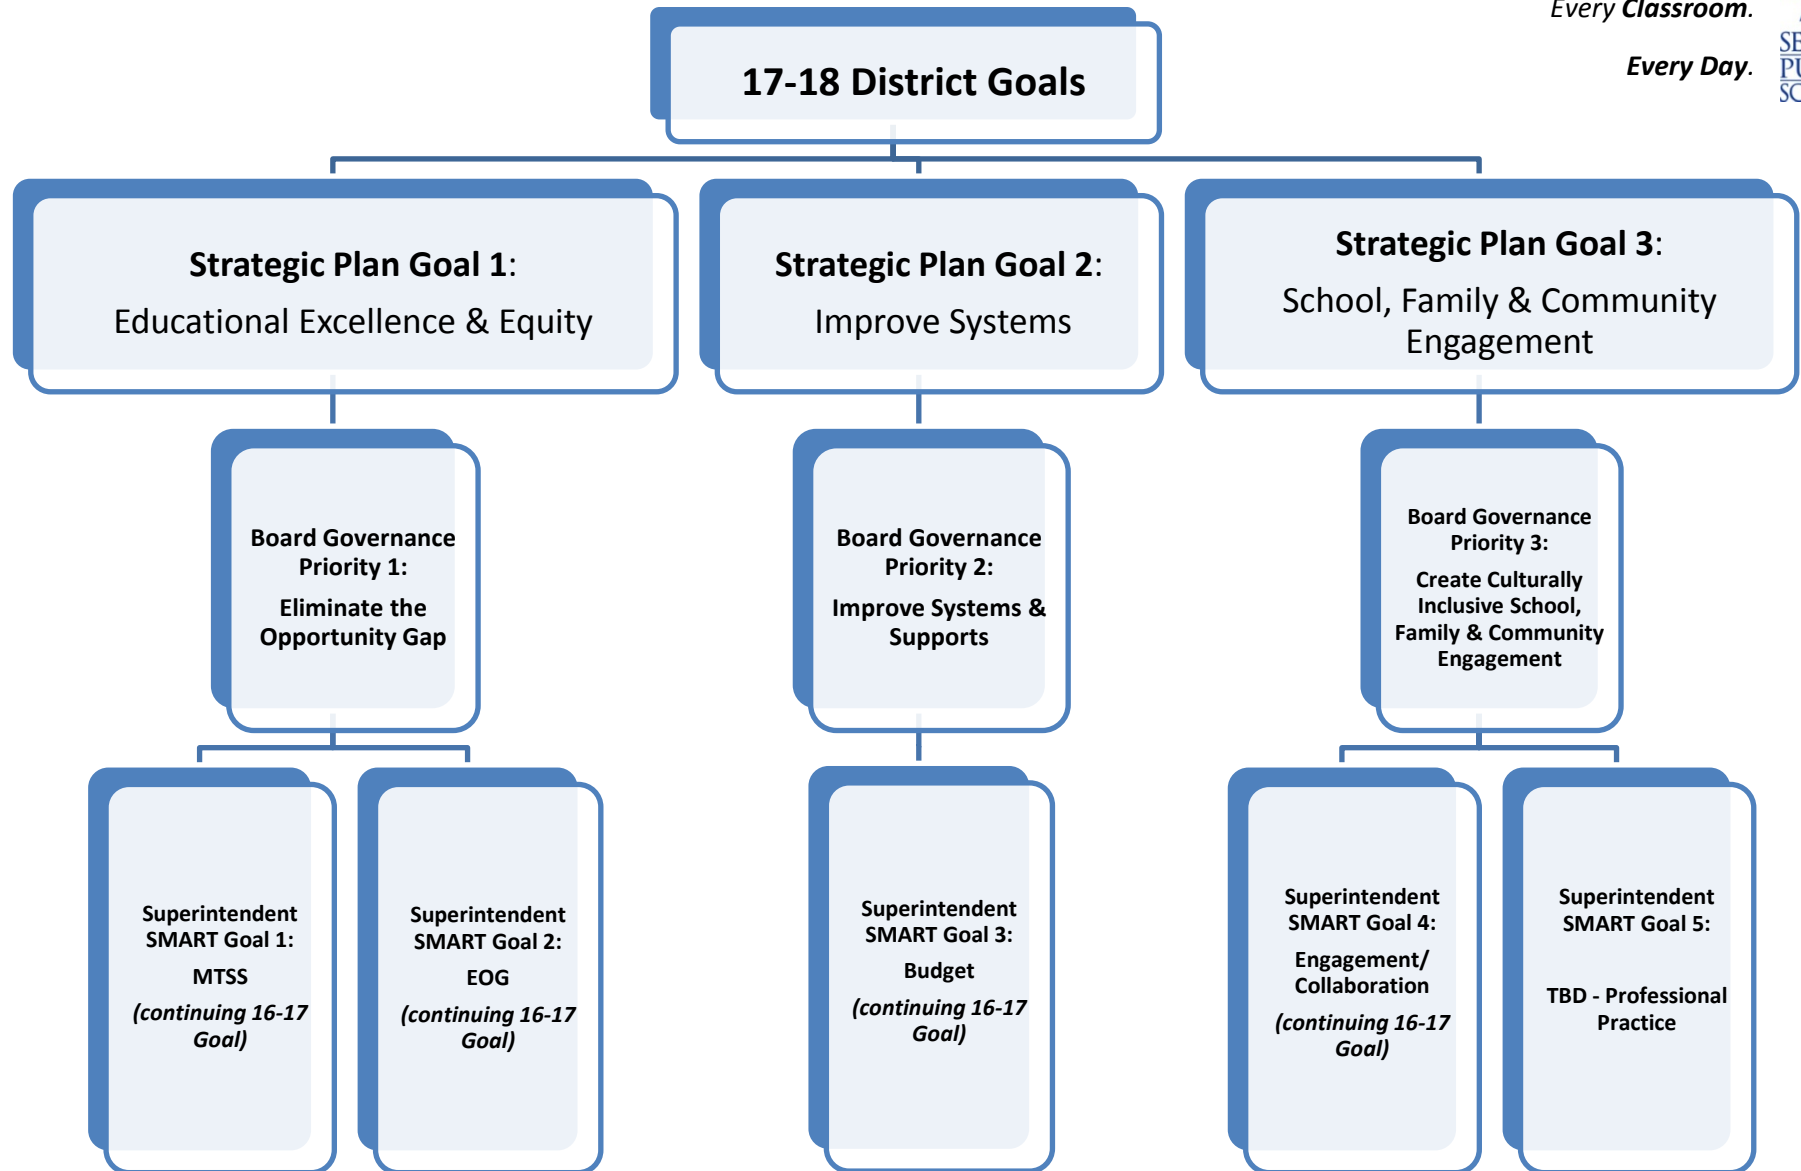 Every Classroom.
Every Day.
17-18 District Goals
Strategic Plan Goal 1:
Educational Excellence & Equity
Strategic Plan Goal 2:
Improve Systems
Strategic Plan Goal 3:
School, Family & Community
Engagement
Board Governance
Priority 1:
Eliminate the
Opportunity Gap
Board Governance
Priority 2:
Improve Systems &
Supports
Board Governance
Priority 3:
Create Culturally
Inclusive School,
Family & Community
Engagement
Superintendent
SMART Goal 1:
MTSS
(continuing 16-17
Goal)
Superintendent
SMART Goal 2:
EOG
(continuing 16-17
Goal)
Superintendent
SMART Goal 3:
Budget
(continuing 16-17
Goal)
Superintendent
SMART Goal 4:
Engagement/
Collaboration
(continuing 16-17
Goal)
Superintendent
SMART Goal 5:
TBD - Professional
Practice